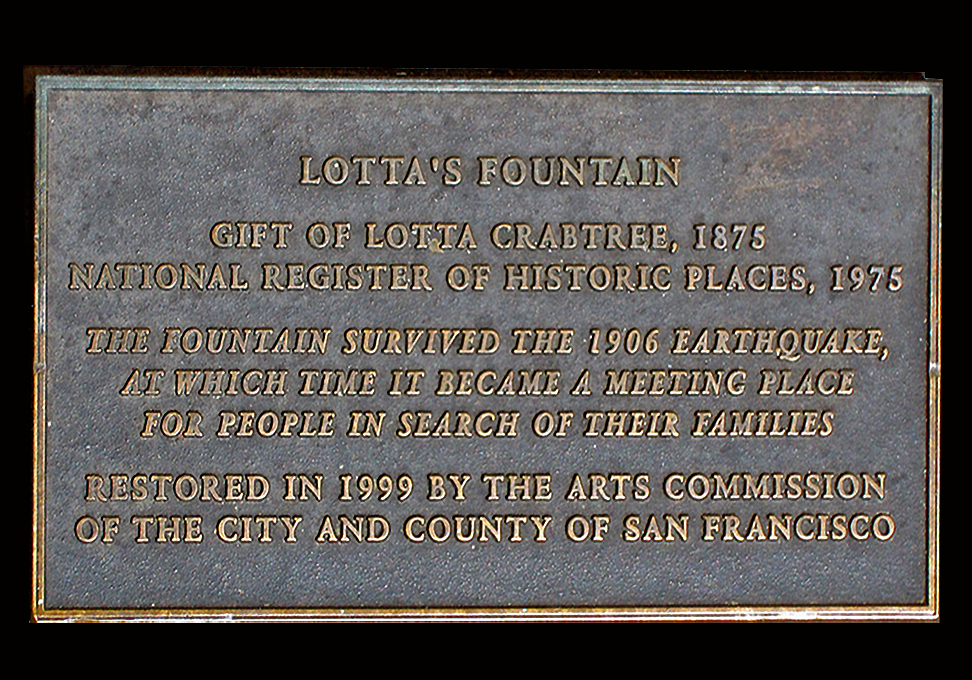 LOTTA'S FOUNTAIN
GIFT OF LOTTA CRABTREE, 1875
NATIONAL REGISTER OF HISTORIC PLACES, 1975
THE FOUNTAIN SURVIVED THE 1906 EARTHQUAKE,
AT WHICH TIME IT BECAME A MEETING PLACE
FOR PEOPLE IN SEARCH OF THEIR FAMILIES
RESTORED IN 1999 BY THE ARTS COMMISSION
OF THE CITY AND COUNTY OF SAN FRANCISCO